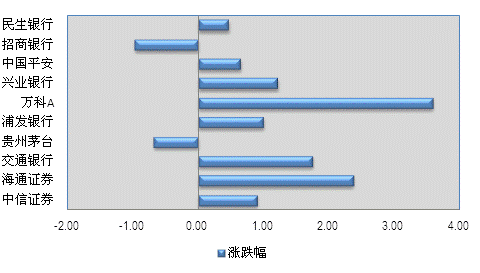 民生银行
招商银行
中国平安
兴业银行
万科A
浦发银行
贵州茅台
交通银行
海通证券
中信证券
-2.00 -1.00 0.00 1.00 2.00 3.00 4.00
涨跌幅